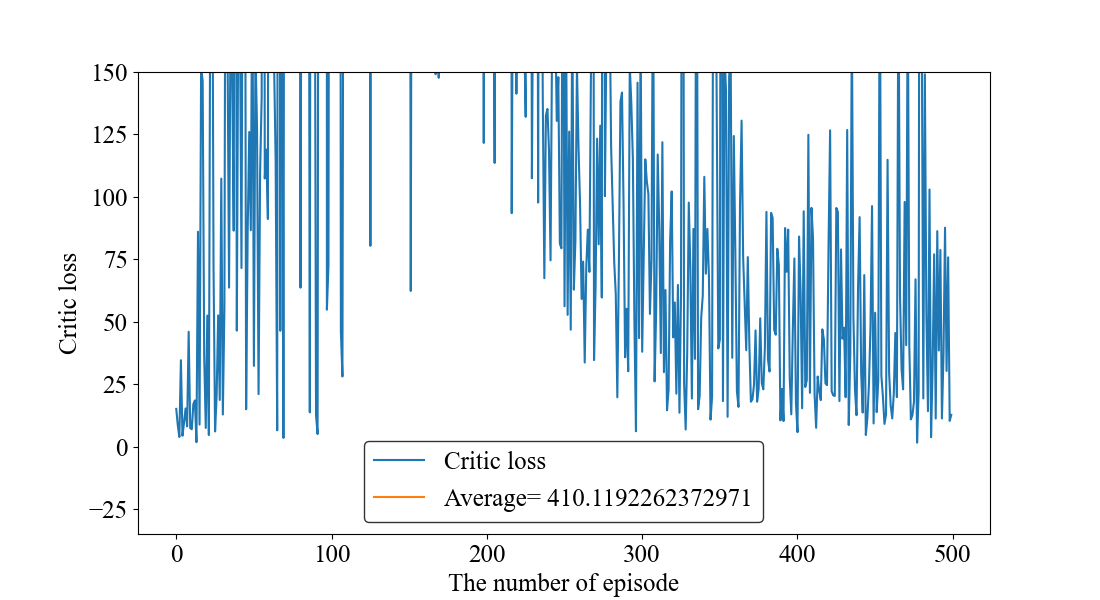 150
125
100
75
50
25
0
−25
Critic loss
Critic loss
Average= 410.1192262372971
0 100 200 300 400 500
The number of episode